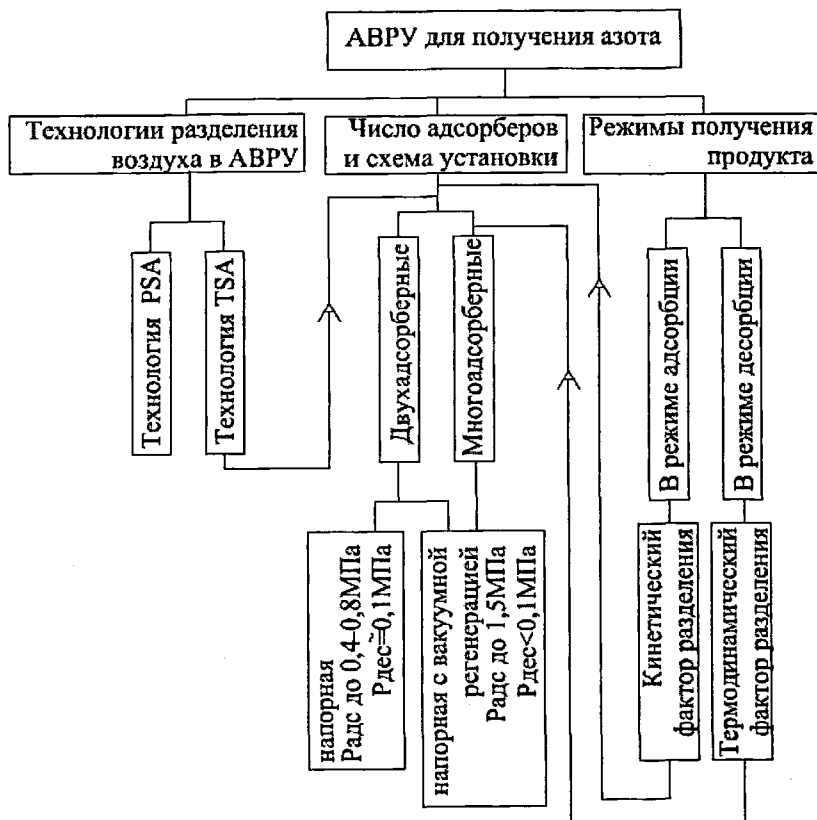 АВРУ для получения азота
Технологии разделения
воздуха в АВРУ
Число адсорберов
и схема установки
Режимы получения
продукта
Технология PSA
Технология TSA
Двухадсорберные
Многоадсорберные
В режиме адсорбции
В режиме десорбции
напорная
Радс до 0,4-0,8МПа
Рдес≅0,1МПа
напорная с вакуумной
регенерацией
Радс до 1,5МПа
Рдес<0,1МПа
Кинетический
фактор разделения
Термодинамический
фактор разделения